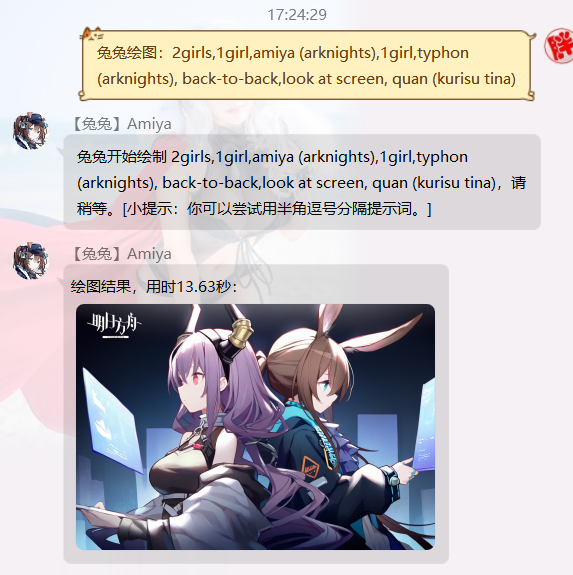 17:24:29
兔兔绘图：2girls,1girl,amiya (arknights),1girl,typhon
(arknights), back-to-back,look at screen, quan (kurisu tina)
【兔兔】Amiya
兔兔开始绘制 2girls,1girl,amiya (arknights),1girl,typhon
(arknights), back-to-back,look at screen, quan (kurisu tina)，请
稍等。[小提示：你可以尝试用半角逗号分隔提示词。]
【兔兔】Amiya
绘图结果，用时13.63秒：
明日方舟